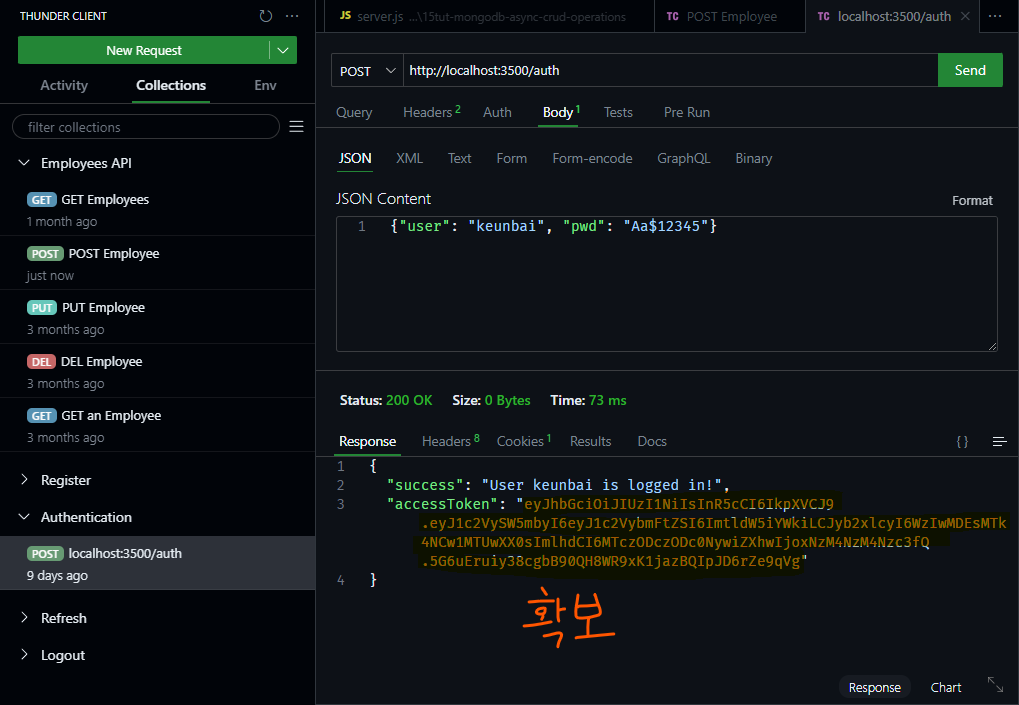 THUNDER CLIENT
New Request
Activity Collections Env
filter collections
Employees API
GET GET Employees
1 month ago
POST POST Employee
just now
PUT PUT Employee
3 months ago
DEL DEL Employee
3 months ago
GET GET an Employee
3 months ago
Register
Authentication
POST localhost:3500/auth
9 days ago
Refresh
Logout
JS server.js ...\15tut-mongodb-async-crud-operations TC POST Employee TC localhost:3500/auth
POST http://localhost:3500/auth Send
Query Headers 2 Auth Body 1 Tests Pre Run
JSON XML Text Form Form-encode GraphQL Binary
JSON Content Format
1 {"user": "keunbai", "pwd": "Aa$12345"}
Status: 200 OK Size: 0 Bytes Time: 73 ms
Response Headers 8 Cookies 1 Results Docs { }
1 {
2 "success": "User keunbai is logged in!",
3 "accessToken": "eyJhbGciOiJIUzI1NiIsInR5cCI6IkpXVCJ9
.eyJ1c2VySW5mbyI6eyJ1c2VybmFtZSI6ImtldW5iYWkiLCJyb2xlcyI6WzIwMDEsMTk
4NCw1MTUwXX0sImlhdCI6MTczODczODc0NywiZXhwIjoxNzM4NzM4Nzc3fQ
.5G6uEruiy38cgbB90QH8WR9xK1jazBQIpJD6rZe9qVg"
4 }
확보
Response Chart